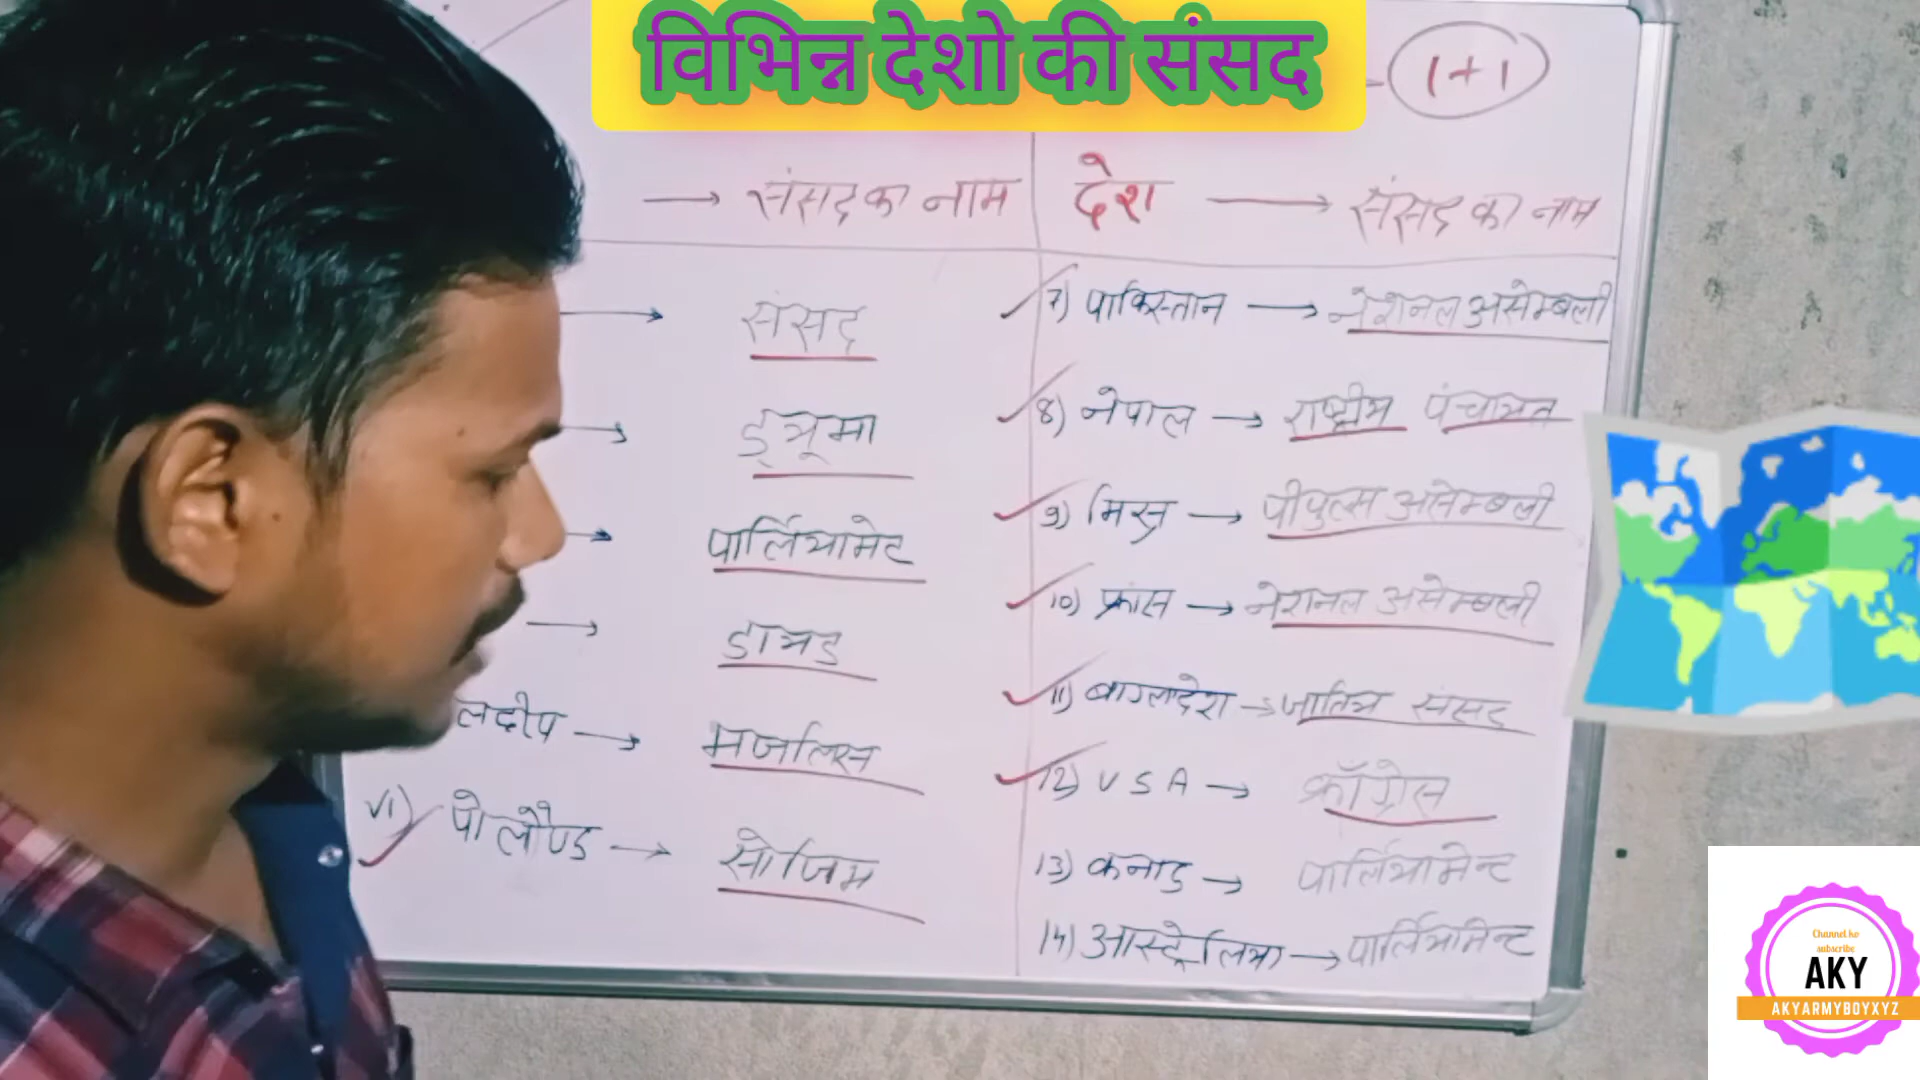 विभिन्न देशो की संसद
1+1
→ संसद का नाम
देश → संसद का नाम
→ संसद
→ ड्यूमा
→ पार्लियामेट
→ डायट
लदीप → मजलिस
VI) पोलैण्ड → सोजिम
7) पाकिस्तान → नेशनल असेम्बली
8) नेपाल → राष्ट्रीय पंचायत
9) मिस्र → पीपुल्स असेम्बली
10) फ्रांस → नेशनल असेम्बली
11) बाग्लादेश → जातिय संसद
12) USA → कॉग्रेस
13) कनाडा → पार्लियामेन्ट
14) आस्ट्रेलिया → पार्लियामेन्ट
Channel ko
subscribe
AKY
AKYARMYBOYXYZ